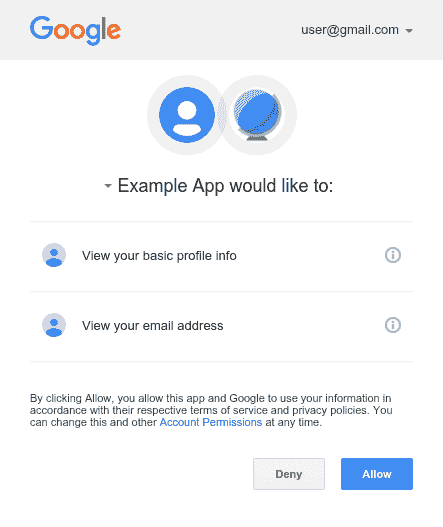 Google
user@gmail.com
Example App would like to:
View your basic profile info
View your email address
By clicking Allow, you allow this app and Google to use your information in
accordance with their respective terms of service and privacy policies. You
can change this and other Account Permissions at any time.
Deny
Allow